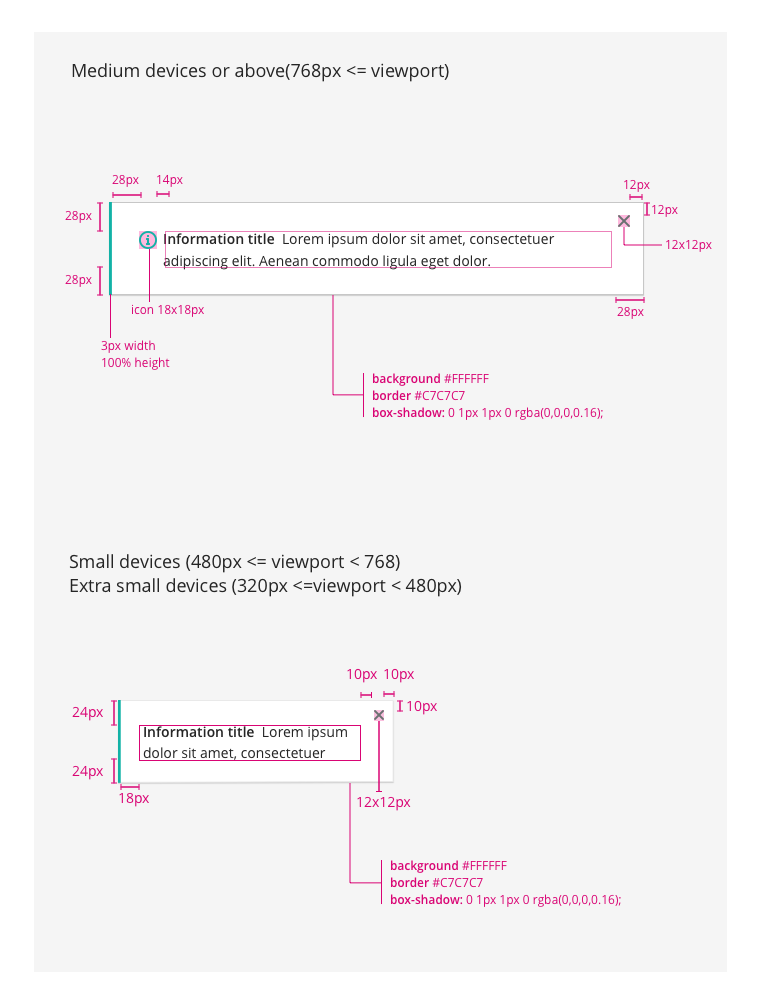 Medium devices or above(768px <= viewport)
28px
14px
12px
28px
12px
Information title  Lorem ipsum dolor sit amet, consectetuer
adipiscing elit. Aenean commodo ligula eget dolor.
12x12px
28px
icon 18x18px
28px
3px width
100% height
background #FFFFFF
border #C7C7C7
box-shadow: 0 1px 1px 0 rgba(0,0,0,0.16);
Small devices (480px <= viewport < 768)
Extra small devices (320px <=viewport < 480px)
10px 10px
24px
10px
Information title  Lorem ipsum
dolor sit amet, consectetuer
24px
18px
12x12px
background #FFFFFF
border #C7C7C7
box-shadow: 0 1px 1px 0 rgba(0,0,0,0.16);